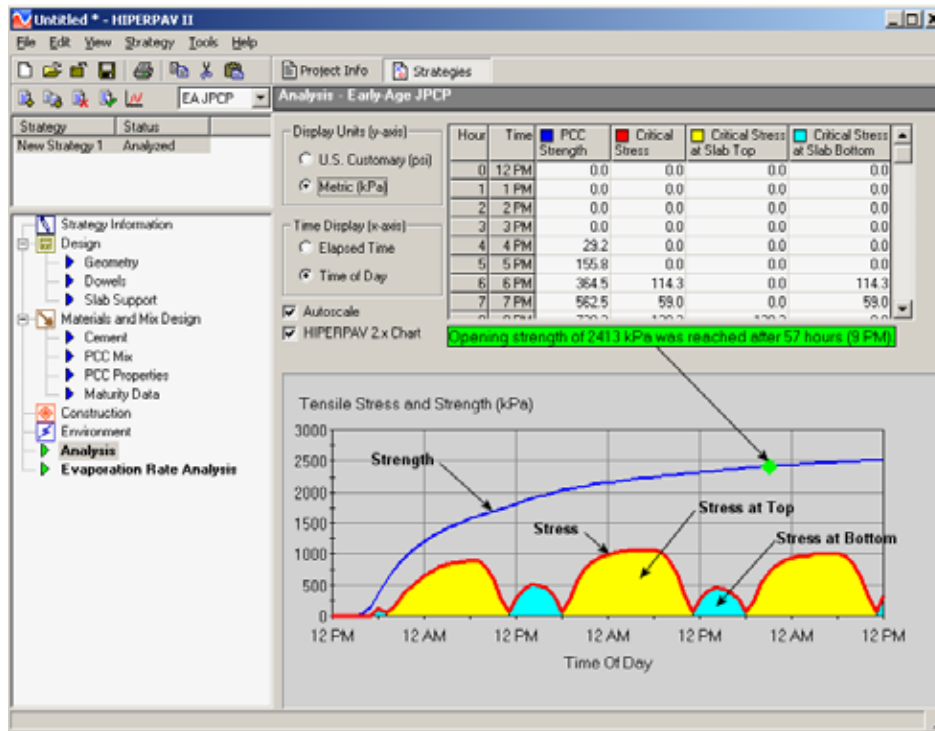 Untitled * - HIPERPAV II
File Edit View Strategy Tools Help
EA JPCP
Project Info Strategies
Analysis - Early-Age JPCP
Strategy Status
New Strategy 1 Analyzed
Strategy Information
Design
Geometry
Dowels
Slab Support
Materials and Mix Design
Cement
PCC Mix
PCC Properties
Maturity Data
Construction
Environment
Analysis
Evaporation Rate Analysis
Display Units (y-axis)
U.S. Customary (psi)
Metric (kPa)
Time Display (x-axis)
Elapsed Time
Time of Day
Autoscale
HIPERPAV 2.x Chart
Hour Time PCC Strength Critical Stress Critical Stress at Slab Top Critical Stress at Slab Bottom
0 12 PM 0.0 0.0 0.0 0.0
1 1 PM 0.0 0.0 0.0 0.0
2 2 PM 0.0 0.0 0.0 0.0
3 3 PM 0.0 0.0 0.0 0.0
4 4 PM 29.2 0.0 0.0 0.0
5 5 PM 155.8 0.0 0.0 0.0
6 6 PM 364.5 114.3 0.0 114.3
7 7 PM 562.5 59.0 0.0 59.0
Opening strength of 2413 kPa was reached after 57 hours (9 PM).
Tensile Stress and Strength (kPa)
3000
2500
2000
1500
1000
500
0
Strength
Stress
Stress at Top
Stress at Bottom
12 PM 12 AM 12 PM 12 AM 12 PM 12 AM 12 PM
Time Of Day